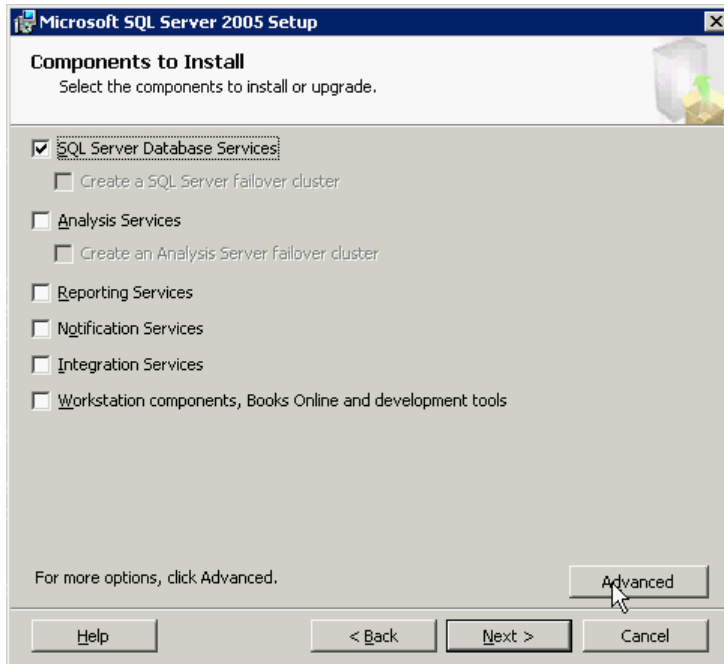 Microsoft SQL Server 2005 Setup
Components to Install
Select the components to install or upgrade.
SQL Server Database Services
Create a SQL Server failover cluster
Analysis Services
Create an Analysis Server failover cluster
Reporting Services
Notification Services
Integration Services
Workstation components, Books Online and development tools
For more options, click Advanced.
Advanced
Help
< Back
Next >
Cancel